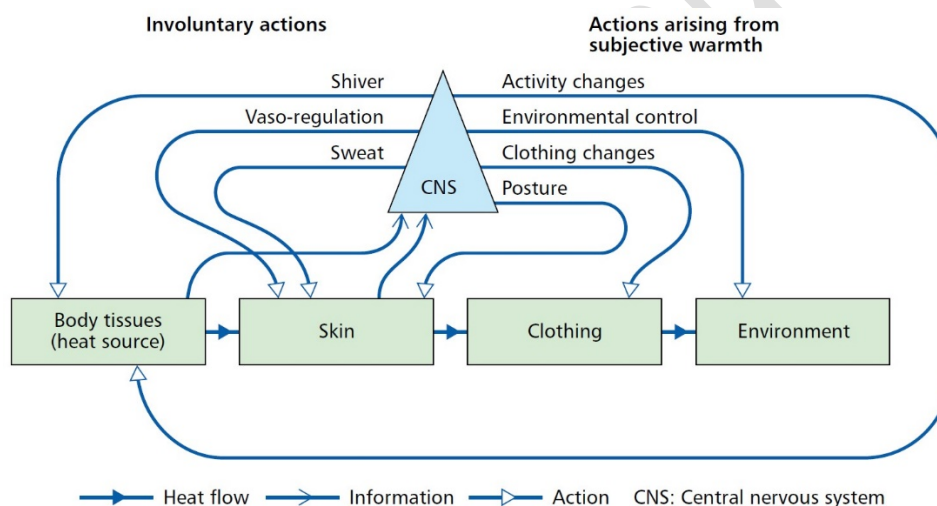 Involuntary actions
Actions arising from
subjective warmth
Shiver
Activity changes
Vaso-regulation
Environmental control
Sweat
Clothing changes
CNS
Posture
Body tissues
(heat source)
Skin
Clothing
Environment
Heat flow
Information
Action
CNS: Central nervous system